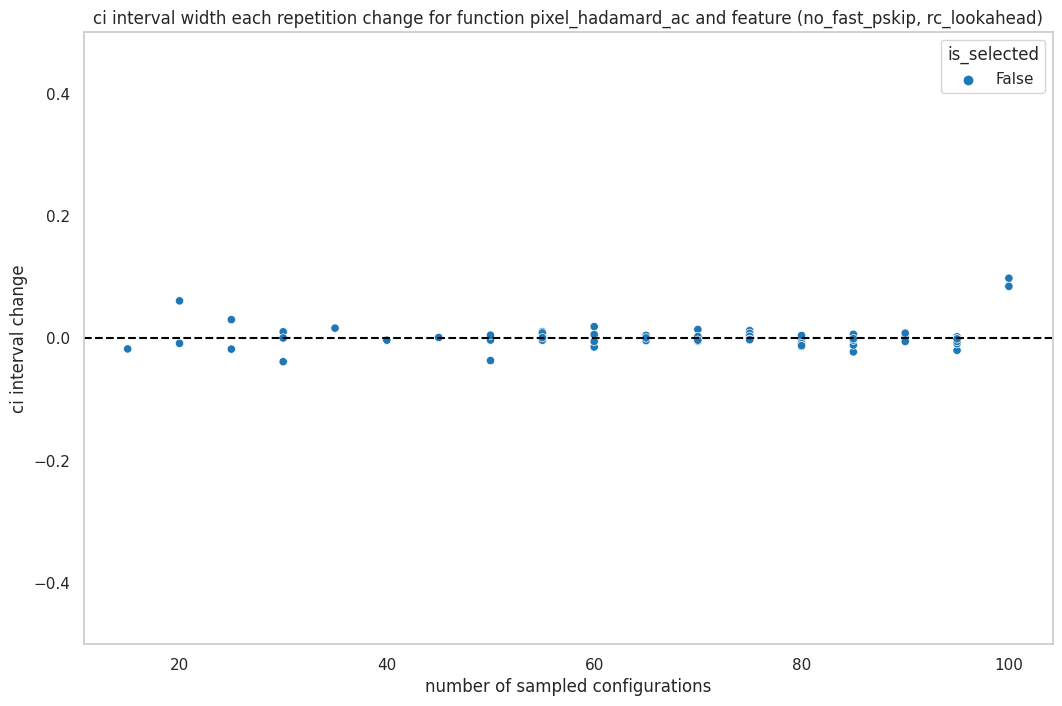 ci interval width each repetition change for function pixel_hadamard_ac and feature (no_fast_pskip, rc_lookahead)
is_selected
False
ci interval change
0.4
0.2
0.0
−0.2
−0.4
20 40 60 80 100
number of sampled configurations